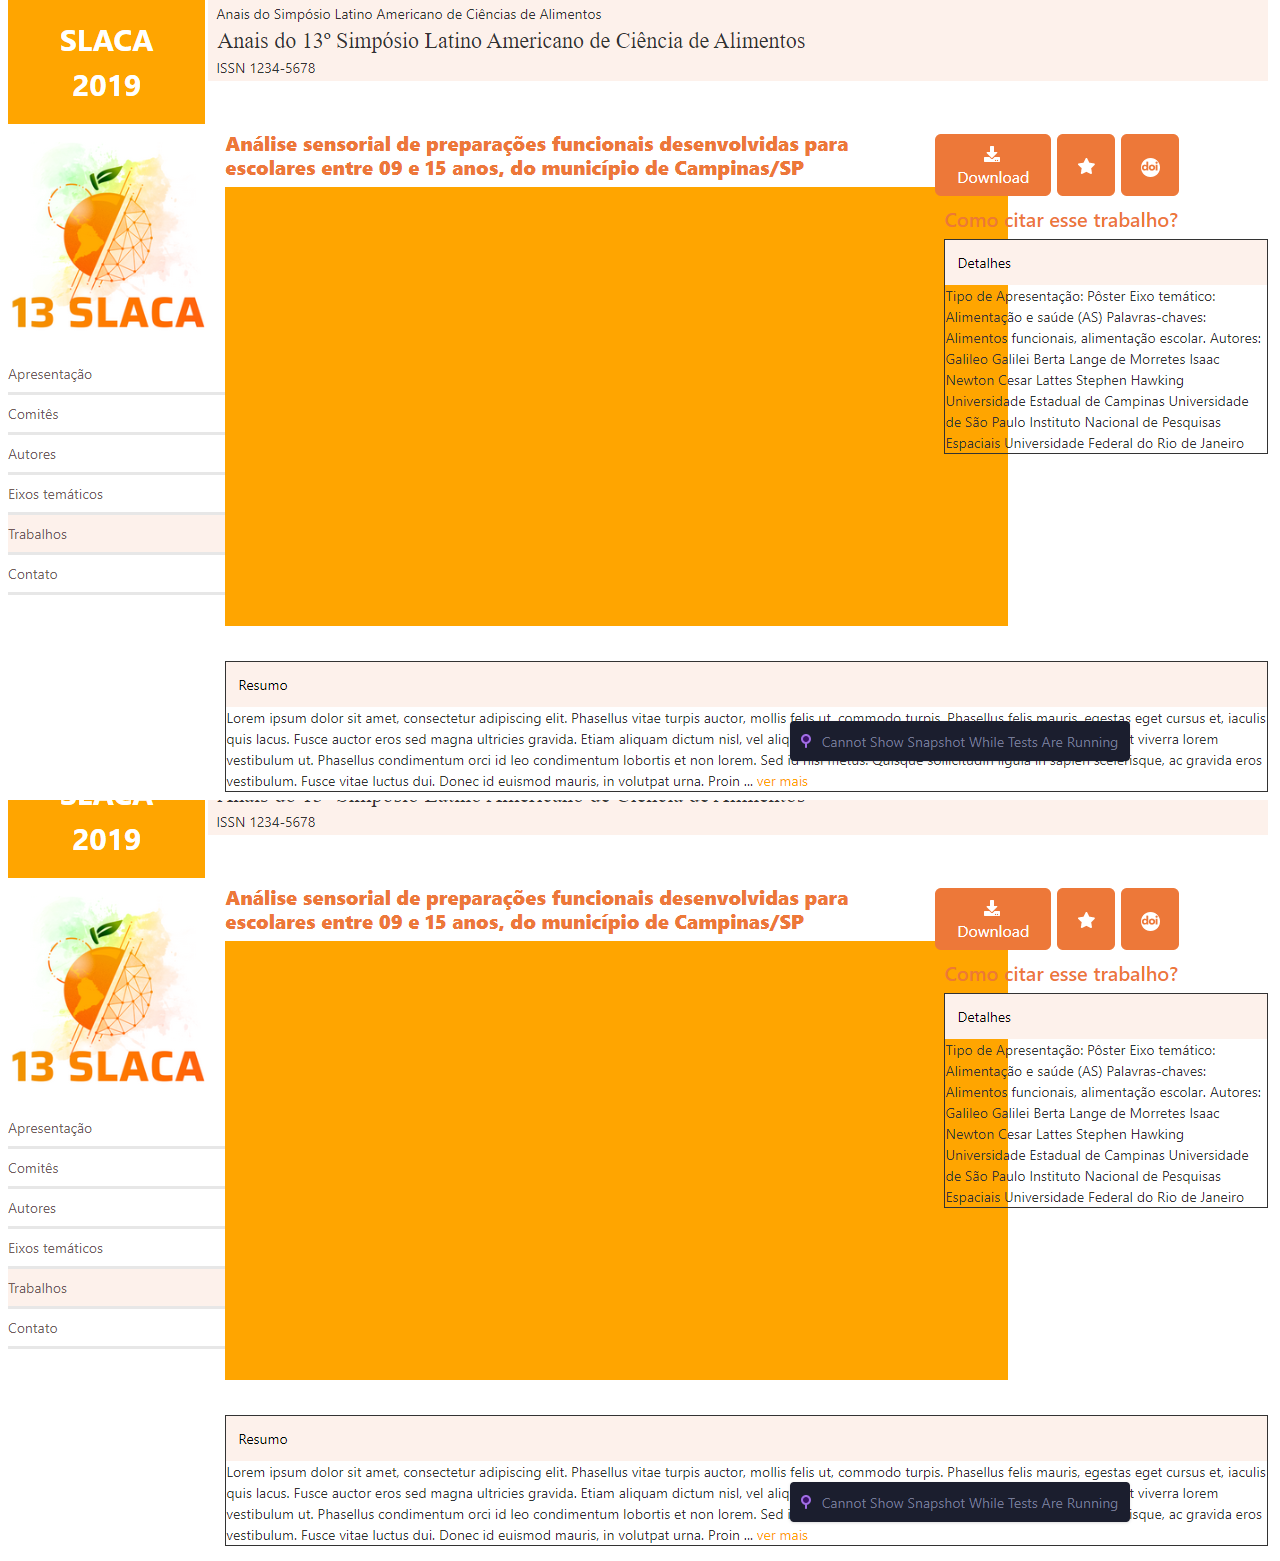 SLACA
2019
Anais do Simpósio Latino Americano de Ciências de Alimentos
Anais do 13º Simpósio Latino Americano de Ciência de Alimentos
ISSN 1234-5678
13 SLACA
Apresentação
Comitês
Autores
Eixos temáticos
Trabalhos
Contato
Análise sensorial de preparações funcionais desenvolvidas para
escolares entre 09 e 15 anos, do município de Campinas/SP
Download
doi
Como citar esse trabalho?
Detalhes
Tipo de Apresentação: Pôster Eixo temático:
Alimentação e saúde (AS) Palavras-chaves:
Alimentos funcionais, alimentação escolar. Autores:
Galileo Galilei Berta Lange de Morretes Isaac
Newton Cesar Lattes Stephen Hawking
Universidade Estadual de Campinas Universidade
de São Paulo Instituto Nacional de Pesquisas
Espaciais Universidade Federal do Rio de Janeiro
Resumo
Lorem ipsum dolor sit amet, consectetur adipiscing elit. Phasellus vitae turpis auctor, mollis felis ut, commodo turpis. Phasellus felis mauris, egestas eget cursus et, iaculis
quis lacus. Fusce auctor eros sed magna ultricies gravida. Etiam aliquam dictum nisl, vel viverra lorem
vestibulum ut. Phasellus condimentum orci id leo condimentum lobortis et non lorem. Sed id nisi metus. Quisque sollicitudin ligula in sapien scelerisque, ac gravida eros
vestibulum. Fusce vitae luctus dui. Donec id euismod mauris, in volutpat urna. Proin ... ver mais
Cannot Show Snapshot While Tests Are Running
SLACA
2019
Anais do 13º Simpósio Latino Americano de Ciência de Alimentos
ISSN 1234-5678
13 SLACA
Apresentação
Comitês
Autores
Eixos temáticos
Trabalhos
Contato
Análise sensorial de preparações funcionais desenvolvidas para
escolares entre 09 e 15 anos, do município de Campinas/SP
Download
doi
Como citar esse trabalho?
Detalhes
Tipo de Apresentação: Pôster Eixo temático:
Alimentação e saúde (AS) Palavras-chaves:
Alimentos funcionais, alimentação escolar. Autores:
Galileo Galilei Berta Lange de Morretes Isaac
Newton Cesar Lattes Stephen Hawking
Universidade Estadual de Campinas Universidade
de São Paulo Instituto Nacional de Pesquisas
Espaciais Universidade Federal do Rio de Janeiro
Resumo
Lorem ipsum dolor sit amet, consectetur adipiscing elit. Phasellus vitae turpis auctor, mollis felis ut, commodo turpis. Phasellus felis mauris, egestas eget cursus et, iaculis
quis lacus. Fusce auctor eros sed magna ultricies gravida. Etiam aliquam dictum nisl, vel viverra lorem
vestibulum ut. Phasellus condimentum orci id leo condimentum lobortis et non lorem. Sed ac gravida eros
vestibulum. Fusce vitae luctus dui. Donec id euismod mauris, in volutpat urna. Proin ... ver mais
Cannot Show Snapshot While Tests Are Running